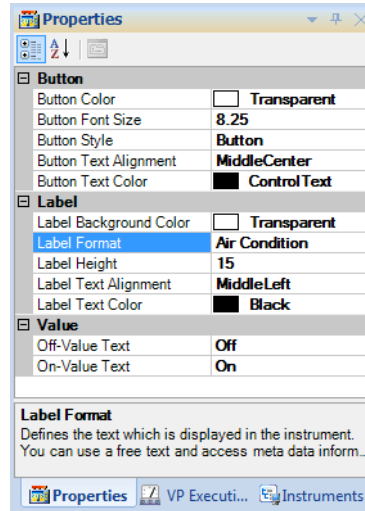 Properties
Button
Button Color Transparent
Button Font Size 8.25
Button Style Button
Button Text Alignment MiddleCenter
Button Text Color ControlText
Label
Label Background Color Transparent
Label Format Air Condition
Label Height 15
Label Text Alignment MiddleLeft
Label Text Color Black
Value
Off-Value Text Off
On-Value Text On
Label Format
Defines the text which is displayed in the instrument.
You can use a free text and access meta data inform...
Properties VP Executi... Instruments